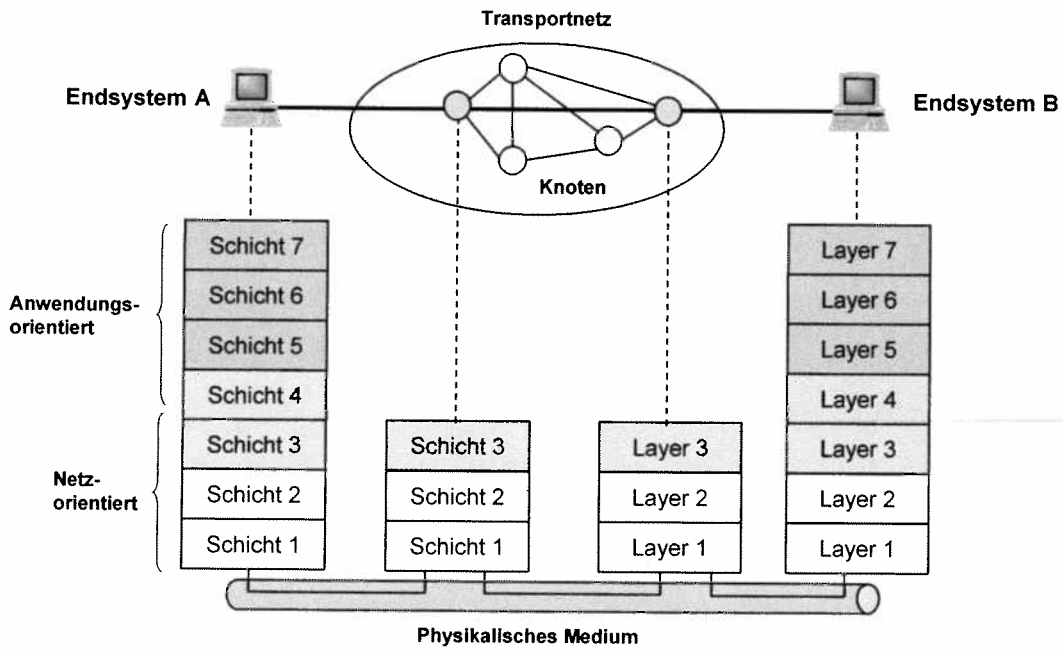 Transportnetz
Endsystem A
Endsystem B
Knoten
Anwendungs-
orientiert
Netz-
orientiert
Schicht 7
Schicht 6
Schicht 5
Schicht 4
Schicht 3
Schicht 2
Schicht 1
Schicht 3
Schicht 2
Schicht 1
Layer 3
Layer 2
Layer 1
Layer 7
Layer 6
Layer 5
Layer 4
Layer 3
Layer 2
Layer 1
Physikalisches Medium